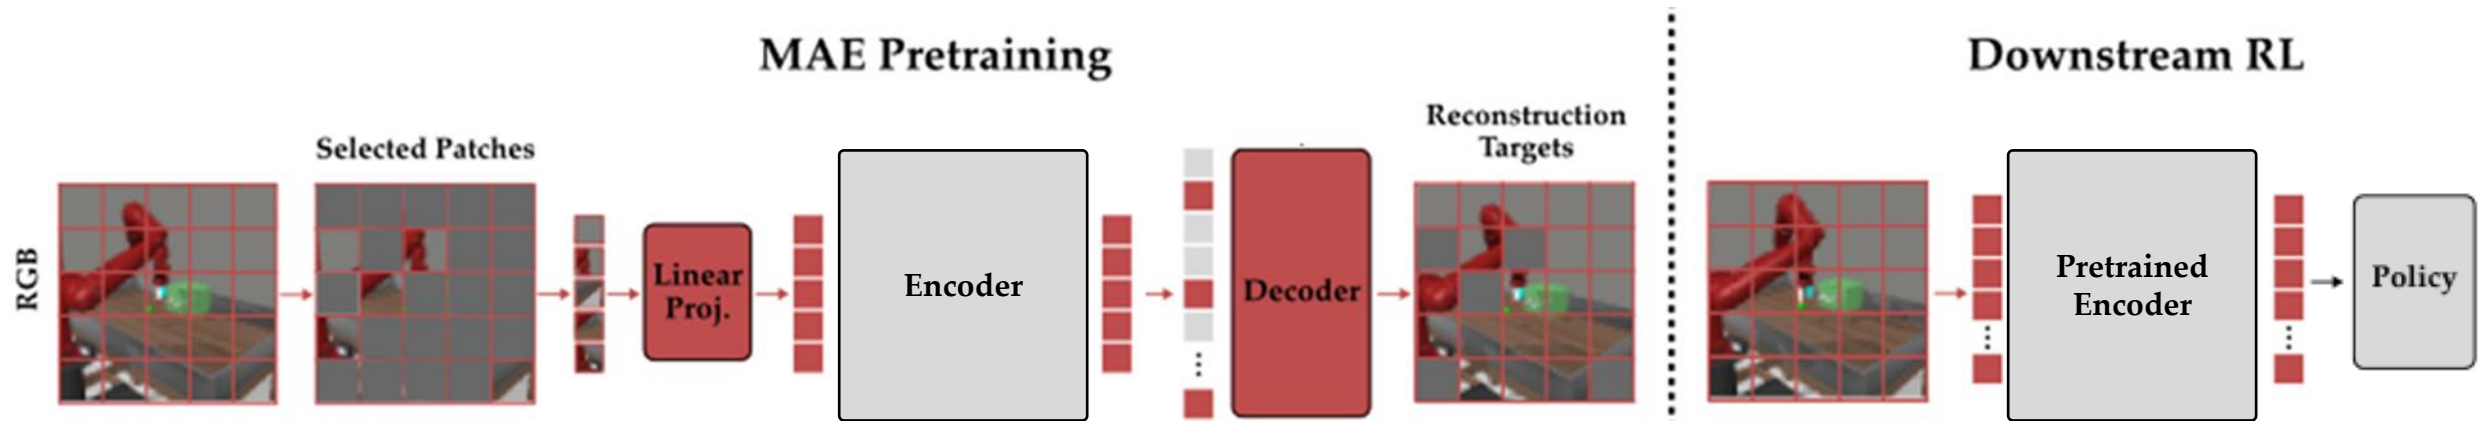 MAE Pretraining
Downstream RL
RGB
Selected Patches
Linear
Proj.
Encoder
Decoder
Reconstruction
Targets
Pretrained
Encoder
Policy